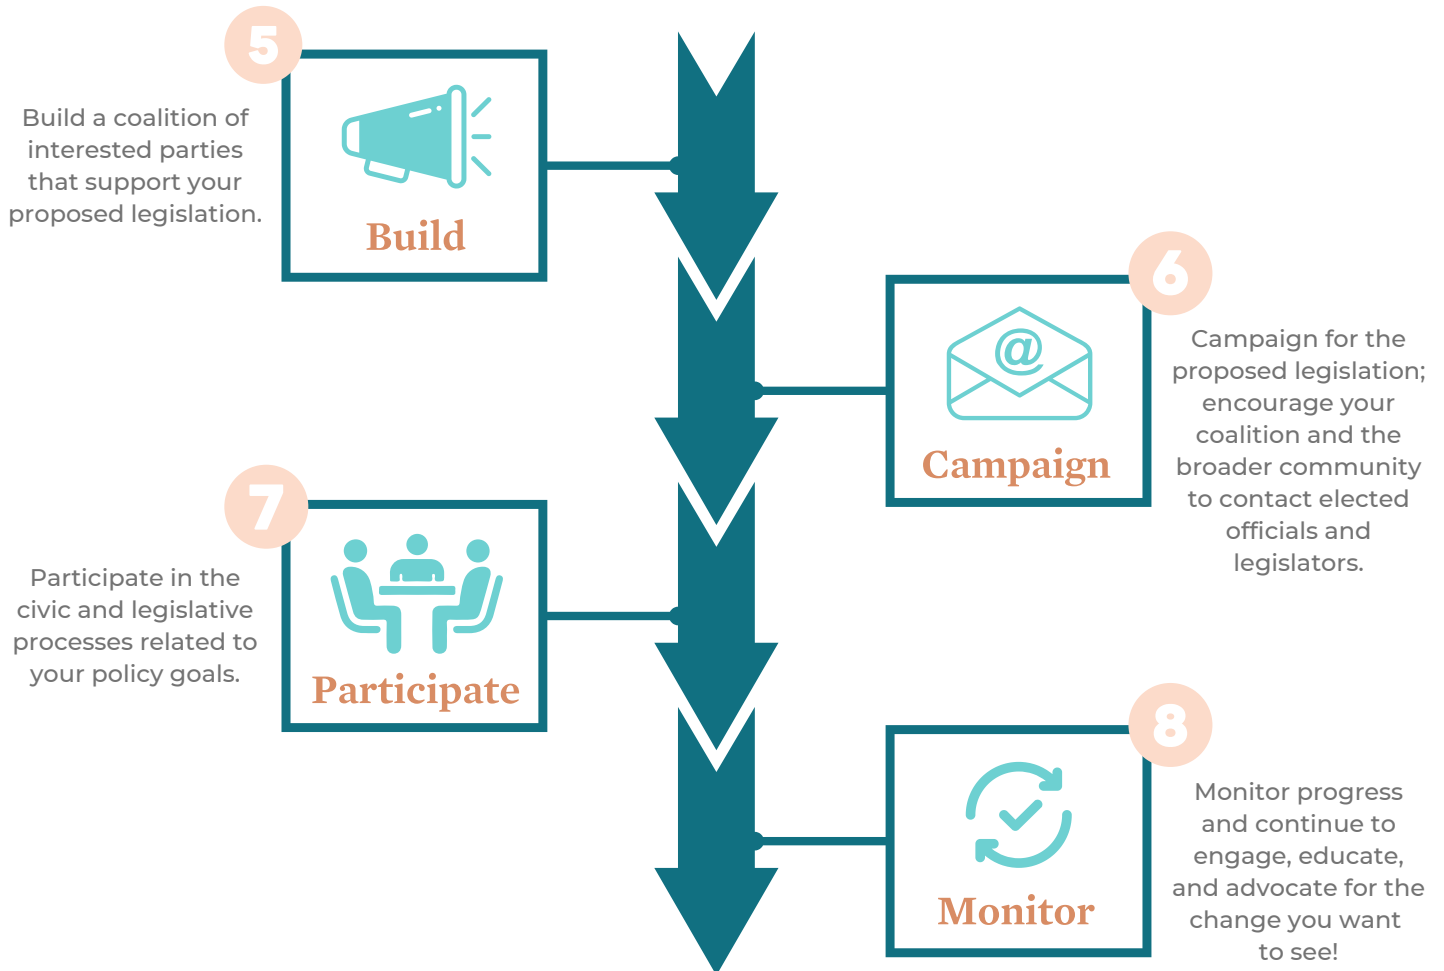 5
Build a coalition of
interested parties
that support your
proposed legislation.
Build
6
@
Campaign
Campaign for the
proposed legislation;
encourage your
coalition and the
broader community
to contact elected
officials and
legislators.
7
Participate in the
civic and legislative
processes related to
your policy goals.
Participate
8
Monitor
Monitor progress
and continue to
engage, educate,
and advocate for the
change you want
to see!